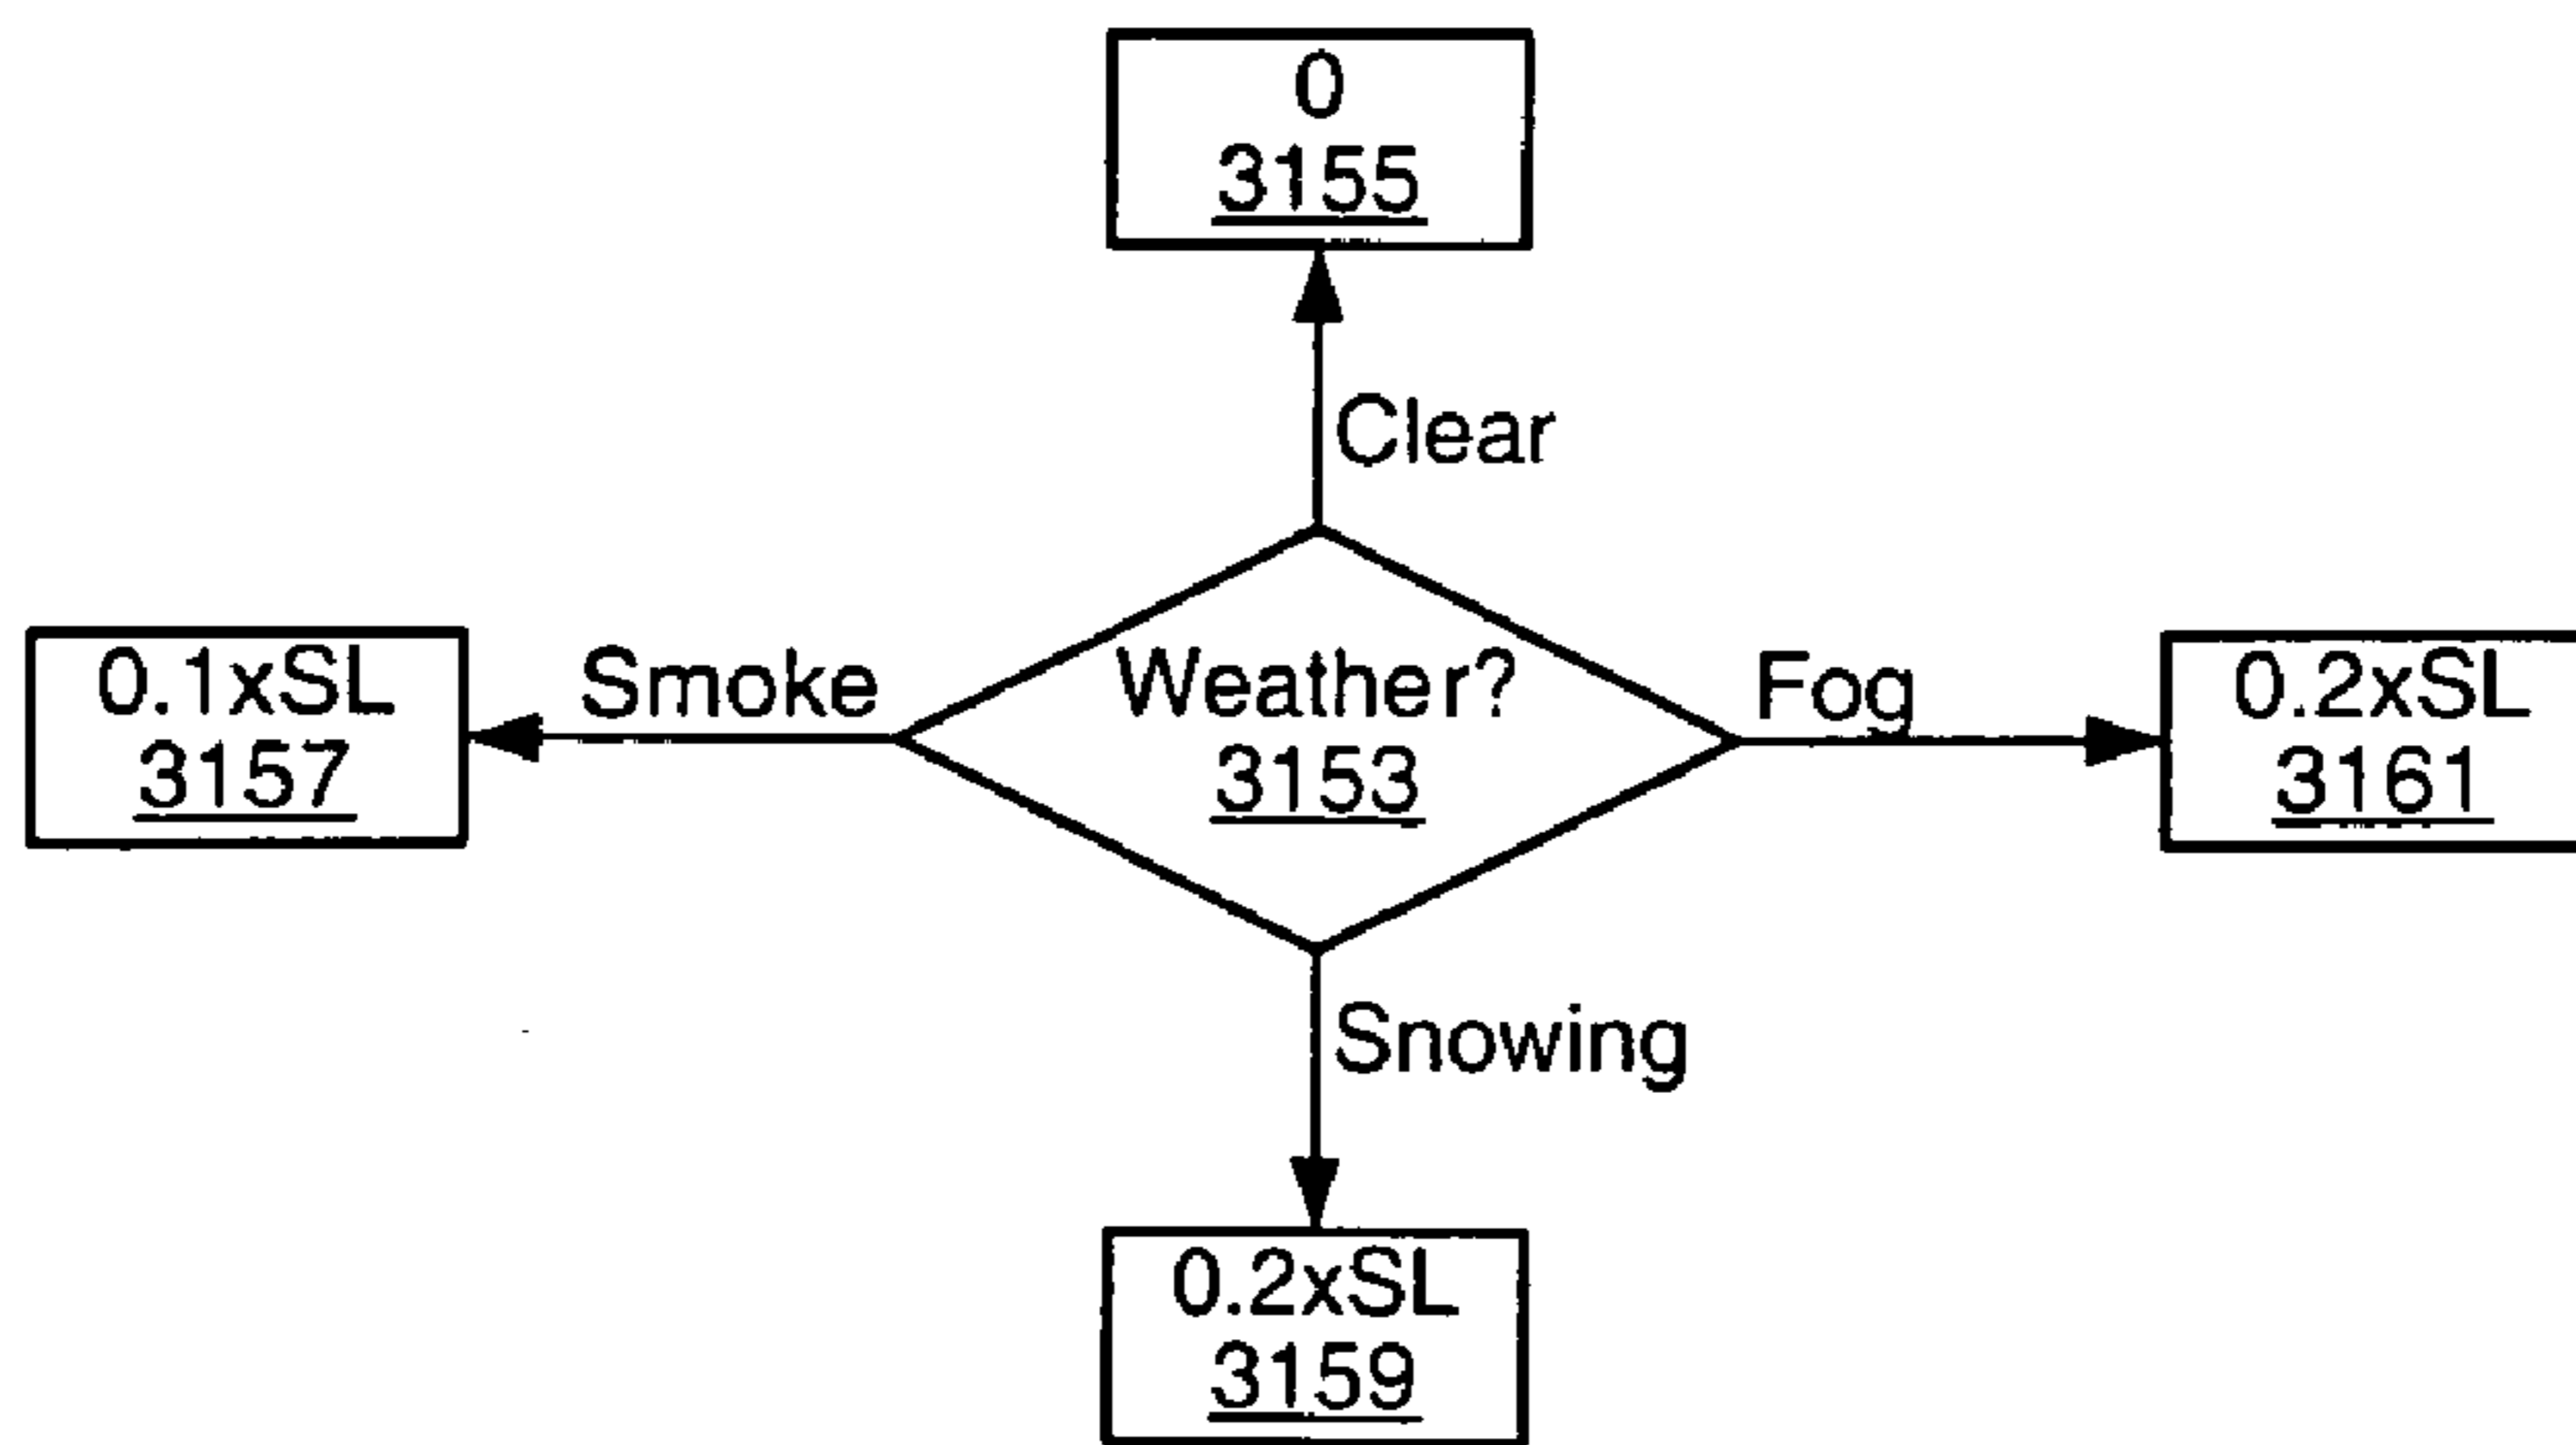 0
3155
Clear
0.1xSL
3157
Smoke
Weather?
3153
Fog
0.2xSL
3161
Snowing
0.2xSL
3159